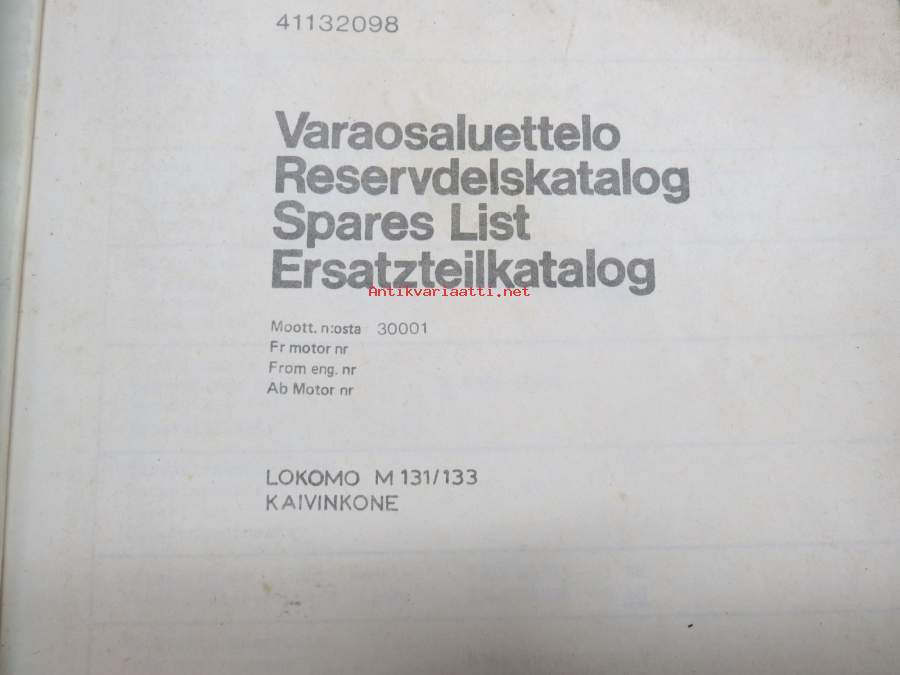 41132098
Varaosaluettelo
Reservdelskatalog
Spares List
Ersatzteilkatalog
Antikvariaatti.net
Moott. n:osta 30001
Fr motor nr
From eng. nr
Ab Motor nr
LOKOMO M 131/133
KAIVINKONE